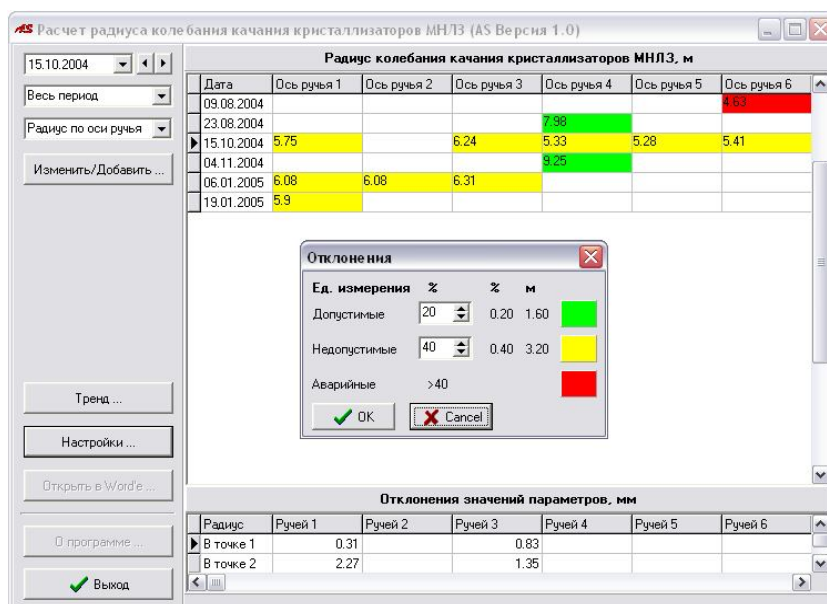 AS Расчет радиуса колебания качания кристаллизаторов МНЛЗ (AS Версия 1.0)
15.10.2004
Весь период
Радиус по оси ручья
Изменить/Добавить ...
Тренд ...
Настройки ...
Открыть в Word'е ...
О программе ...
Выход
Радиус колебания качания кристаллизаторов МНЛЗ, м
Дата Ось ручья 1 Ось ручья 2 Ось ручья 3 Ось ручья 4 Ось ручья 5 Ось ручья 6
09.08.2004 4.63
23.08.2004 7.98
15.10.2004 5.75 6.24 5.33 5.28 5.41
04.11.2004 9.25
06.01.2005 6.08 6.08 6.31
19.01.2005 5.9
Отклонения
Ед. измерения % % м
Допустимые 20 0.20 1.60
Недопустимые 40 0.40 3.20
Аварийные >40
OK Cancel
Отклонения значений параметров, мм
Радиус Ручей 1 Ручей 2 Ручей 3 Ручей 4 Ручей 5 Ручей 6
В точке 1 0.31 0.83
В точке 2 2.27 1.35